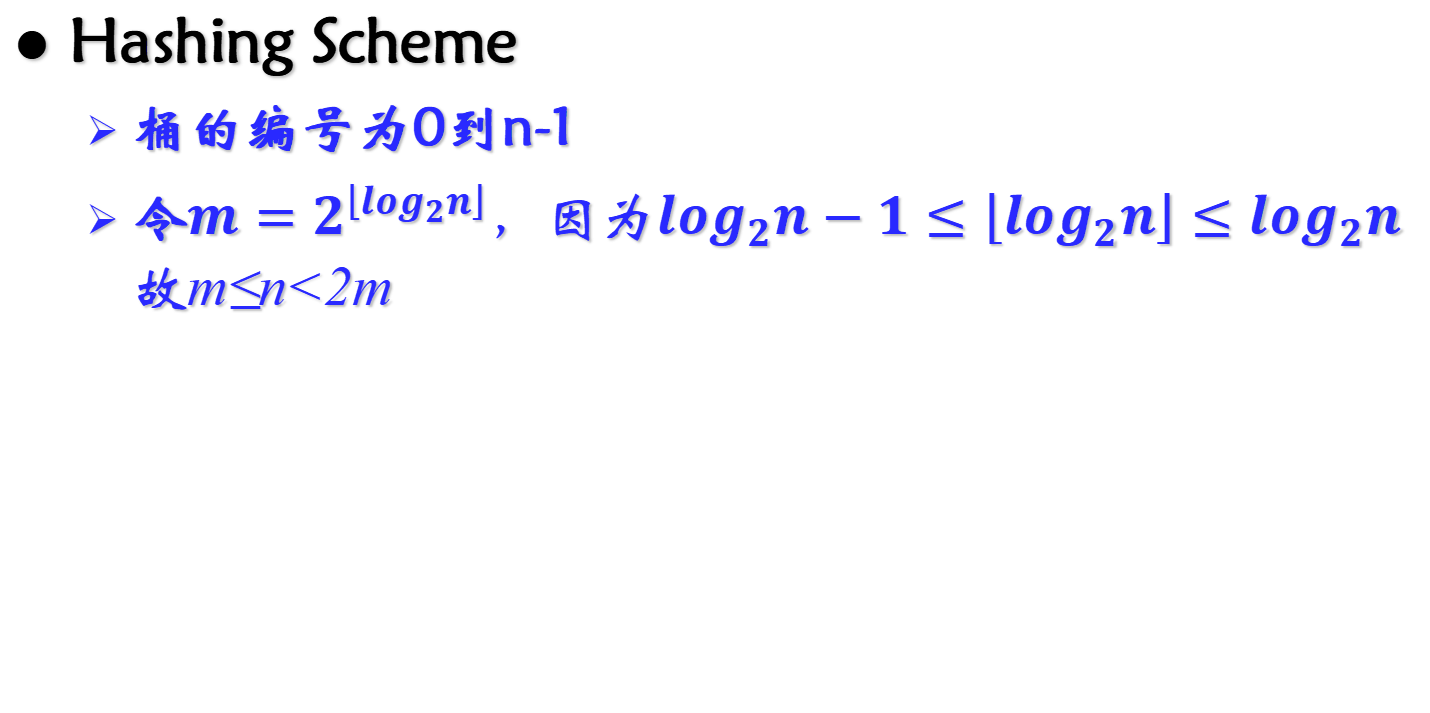 ● Hashing Scheme
➢ 桶的编号为0到n-1
➢ 令m = 2^⌊log₂n⌋, 因为log₂n − 1 ≤ ⌊log₂n⌋ ≤ log₂n
故m≤n<2m